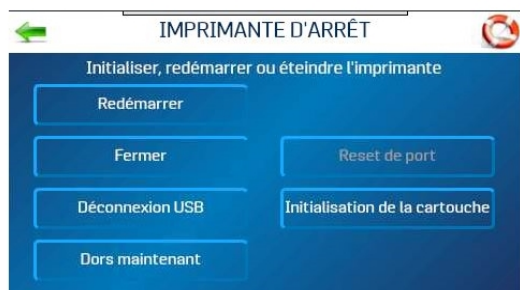 IMPRIMANTE D'ARRÊT
Initialiser, redémarrer ou éteindre l'imprimante
Redémarrer
Fermer
Reset de port
Déconnexion USB
Initialisation de la cartouche
Dors maintenant